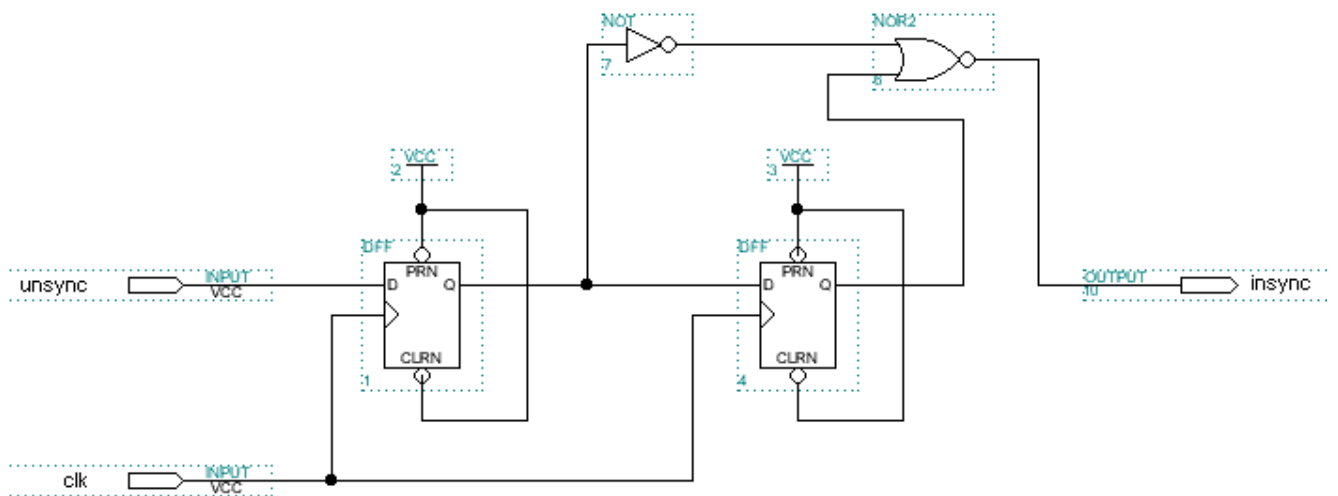 NOT
7
NOR2
6
VCC
2
VCC
3
DFF
PRN
D
Q
CLRN
1
DFF
PRN
D
Q
CLRN
4
unsync
INPUT
VCC
OUTPUT
10
insync
clk
INPUT
VCC